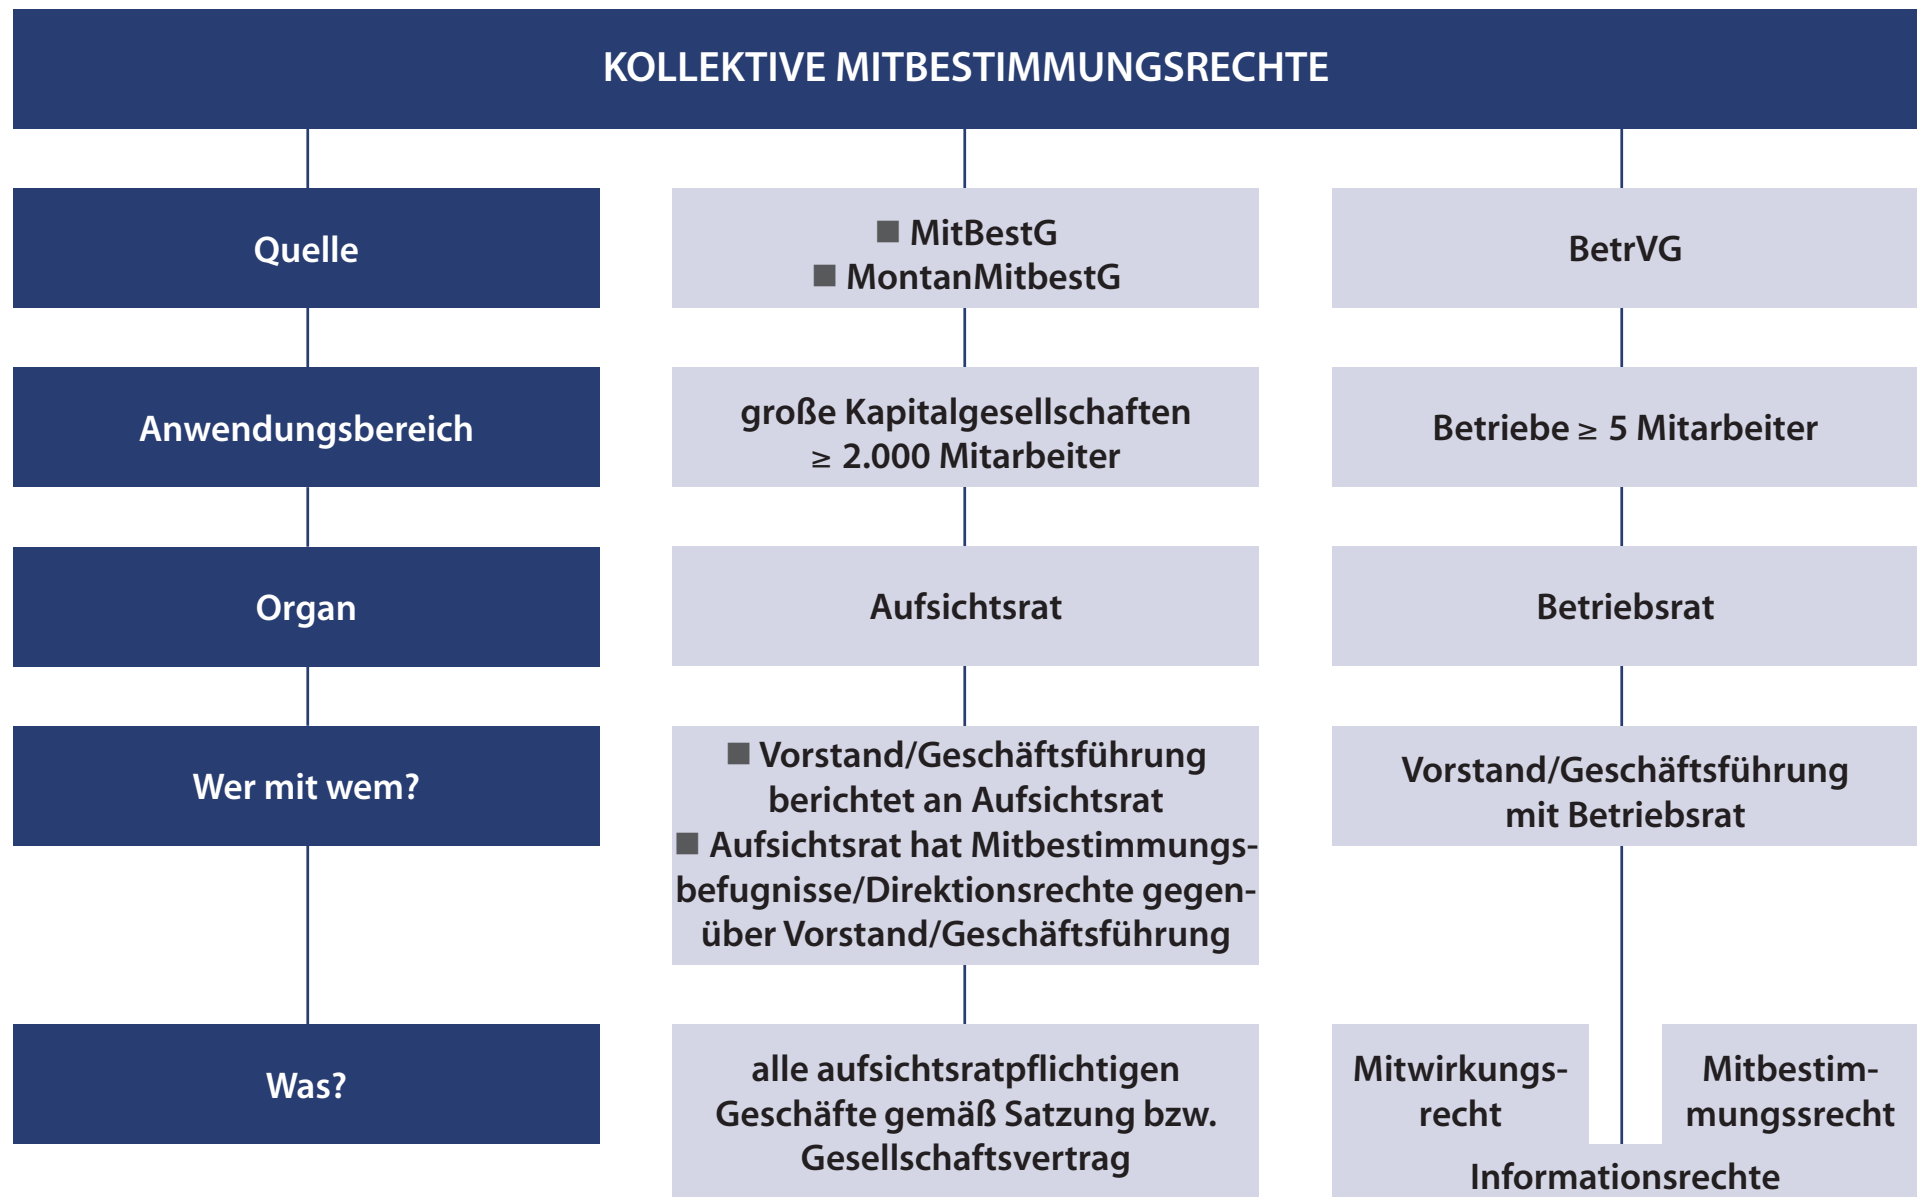 KOLLEKTIVE MITBESTIMMUNGSRECHTE
Quelle
■ MitBestG
■ MontanMitbestG
BetrVG
Anwendungsbereich
große Kapitalgesellschaften
≥ 2.000 Mitarbeiter
Betriebe ≥ 5 Mitarbeiter
Organ
Aufsichtsrat
Betriebsrat
Wer mit wem?
■ Vorstand/Geschäftsführung
berichtet an Aufsichtsrat
■ Aufsichtsrat hat Mitbestimmungs-
befugnisse/Direktionsrechte gegen-
über Vorstand/Geschäftsführung
Vorstand/Geschäftsführung
mit Betriebsrat
Was?
alle aufsichtsratpflichtigen
Geschäfte gemäß Satzung bzw.
Gesellschaftsvertrag
Mitwirkungs-
recht
Mitbestim-
mungssrecht
Informationsrechte